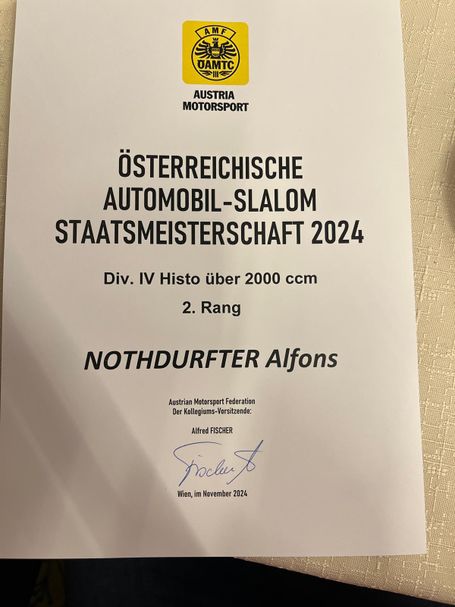 AMF
ÖAMTC
AUSTRIA
MOTORSPORT
ÖSTERREICHISCHE
AUTOMOBIL-SLALOM
STAATSMEISTERSCHAFT 2024
Div. IV Histo über 2000 ccm
2. Rang
NOTHDURFTER Alfons
Austrian Motorsport Federation
Der Kollegiums-Vorsitzende:
Alfred FISCHER
Fischer A
Wien, im November 2024